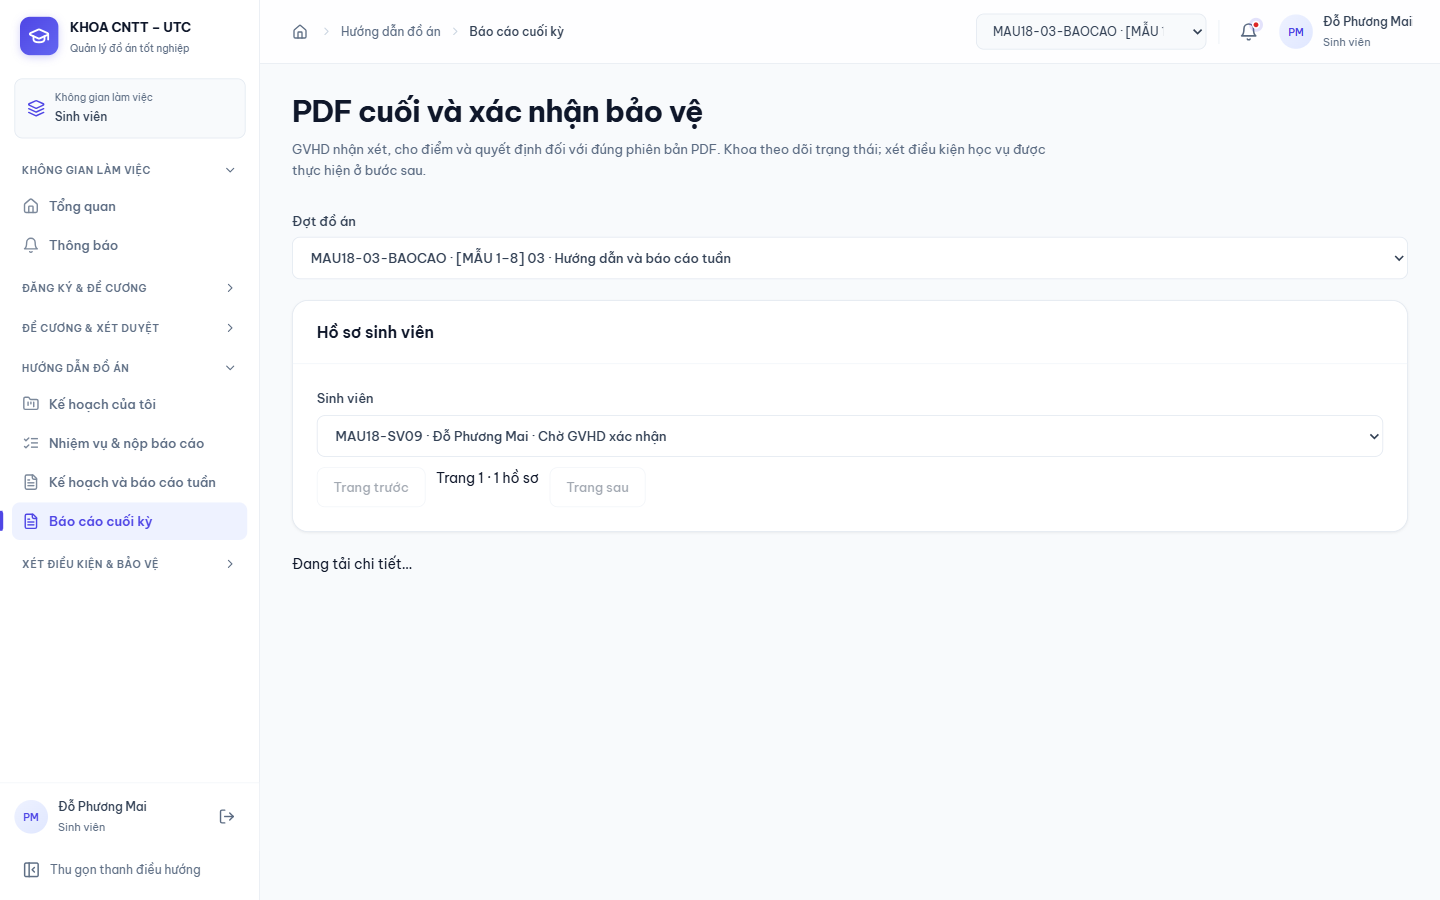 KHOA CNTT – UTC
Quản lý đồ án tốt nghiệp
Không gian làm việc
Sinh viên
KHÔNG GIAN LÀM VIỆC
Tổng quan
Thông báo
ĐĂNG KÝ & ĐỀ CƯƠNG
ĐỀ CƯƠNG & XÉT DUYỆT
HƯỚNG DẪN ĐỒ ÁN
Kế hoạch của tôi
Nhiệm vụ & nộp báo cáo
Kế hoạch và báo cáo tuần
Báo cáo cuối kỳ
XÉT ĐIỀU KIỆN & BẢO VỆ
PM
Đỗ Phương Mai
Sinh viên
Thu gọn thanh điều hướng
Hướng dẫn đồ án
Báo cáo cuối kỳ
MAU18-03-BAOCAO · [MẪU 1
PM
Đỗ Phương Mai
Sinh viên
PDF cuối và xác nhận bảo vệ
GVHD nhận xét, cho điểm và quyết định đối với đúng phiên bản PDF. Khoa theo dõi trạng thái; xét điều kiện học vụ được
thực hiện ở bước sau.
Đợt đồ án
MAU18-03-BAOCAO · [MẪU 1–8] 03 · Hướng dẫn và báo cáo tuần
Hồ sơ sinh viên
Sinh viên
MAU18-SV09 · Đỗ Phương Mai · Chờ GVHD xác nhận
Trang trước
Trang 1 · 1 hồ sơ
Trang sau
Đang tải chi tiết…